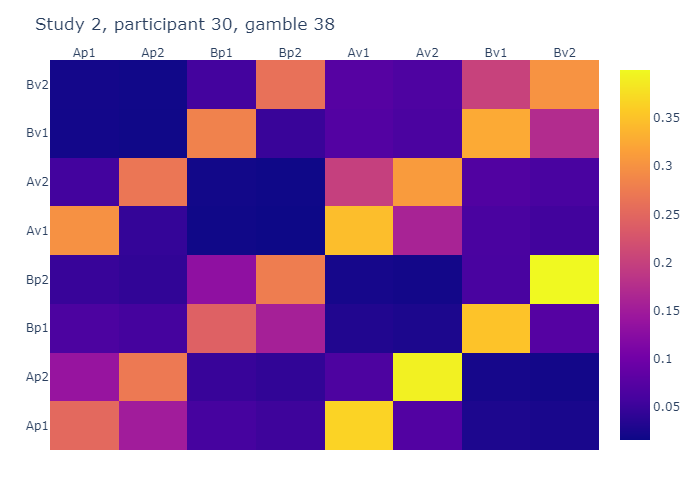 Study 2, participant 30, gamble 38
Ap1 Ap2 Bp1 Bp2 Av1 Av2 Bv1 Bv2
Bv2
Bv1
Av2
Av1
Bp2
Bp1
Ap2
Ap1
0.35
0.3
0.25
0.2
0.15
0.1
0.05